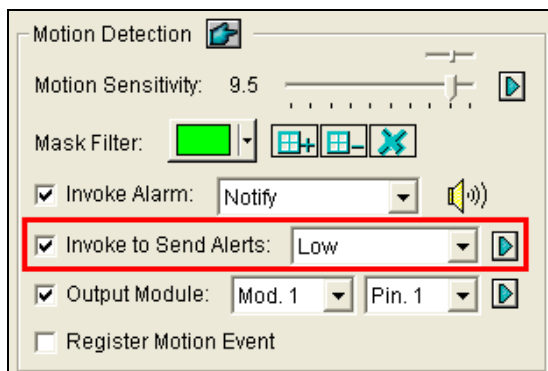 Motion Detection
Motion Sensitivity: 9.5
Mask Filter:
Invoke Alarm: Notify
Invoke to Send Alerts: Low
Output Module: Mod. 1 Pin. 1
Register Motion Event